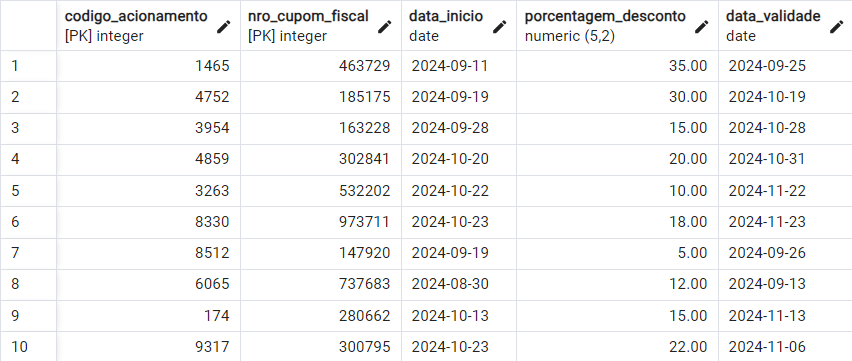 codigo_acionamento nro_cupom_fiscal data_inicio porcentagem_desconto data_validade
[PK] integer [PK] integer date numeric (5,2) date
1 1465 463729 2024-09-11 35.00 2024-09-25
2 4752 185175 2024-09-19 30.00 2024-10-19
3 3954 163228 2024-09-28 15.00 2024-10-28
4 4859 302841 2024-10-20 20.00 2024-10-31
5 3263 532202 2024-10-22 10.00 2024-11-22
6 8330 973711 2024-10-23 18.00 2024-11-23
7 8512 147920 2024-09-19 5.00 2024-09-26
8 6065 737683 2024-08-30 12.00 2024-09-13
9 174 280662 2024-10-13 15.00 2024-11-13
10 9317 300795 2024-10-23 22.00 2024-11-06